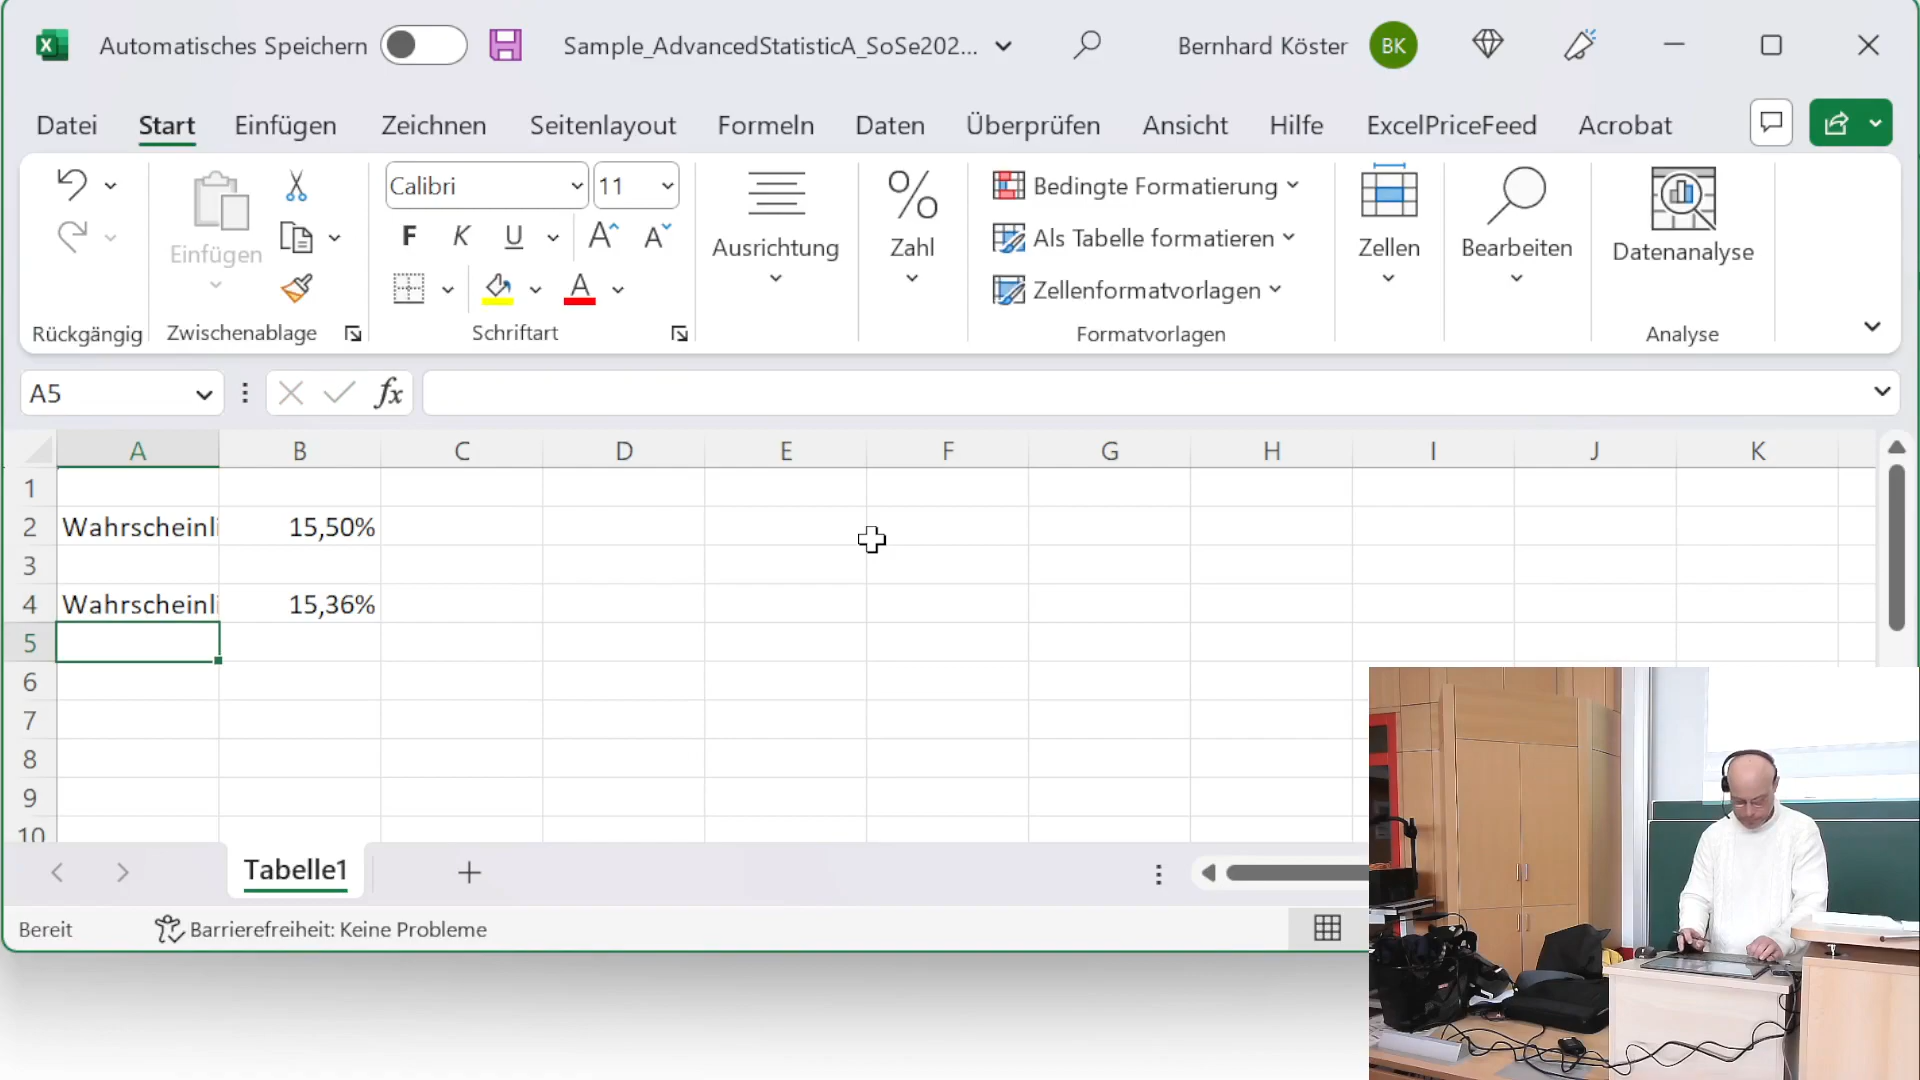 Automatisches Speichern
Sample_AdvancedStatisticA_SoSe202...
Bernhard Köster
BK
Datei Start Einfügen Zeichnen Seitenlayout Formeln Daten Überprüfen Ansicht Hilfe ExcelPriceFeed Acrobat
Einfügen
Calibri 11
F K U A A
A
Ausrichtung
% Zahl
Bedingte Formatierung
Als Tabelle formatieren
Zellenformatvorlagen
Zellen
Bearbeiten
Datenanalyse
Rückgängig Zwischenablage Schriftart Formatvorlagen Analyse
A5 fx
A B C D E F G H I J K
1
2 Wahrscheinli 15,50%
3
4 Wahrscheinli 15,36%
5
6
7
8
9
10
Tabelle1
Bereit Barrierefreiheit: Keine Probleme